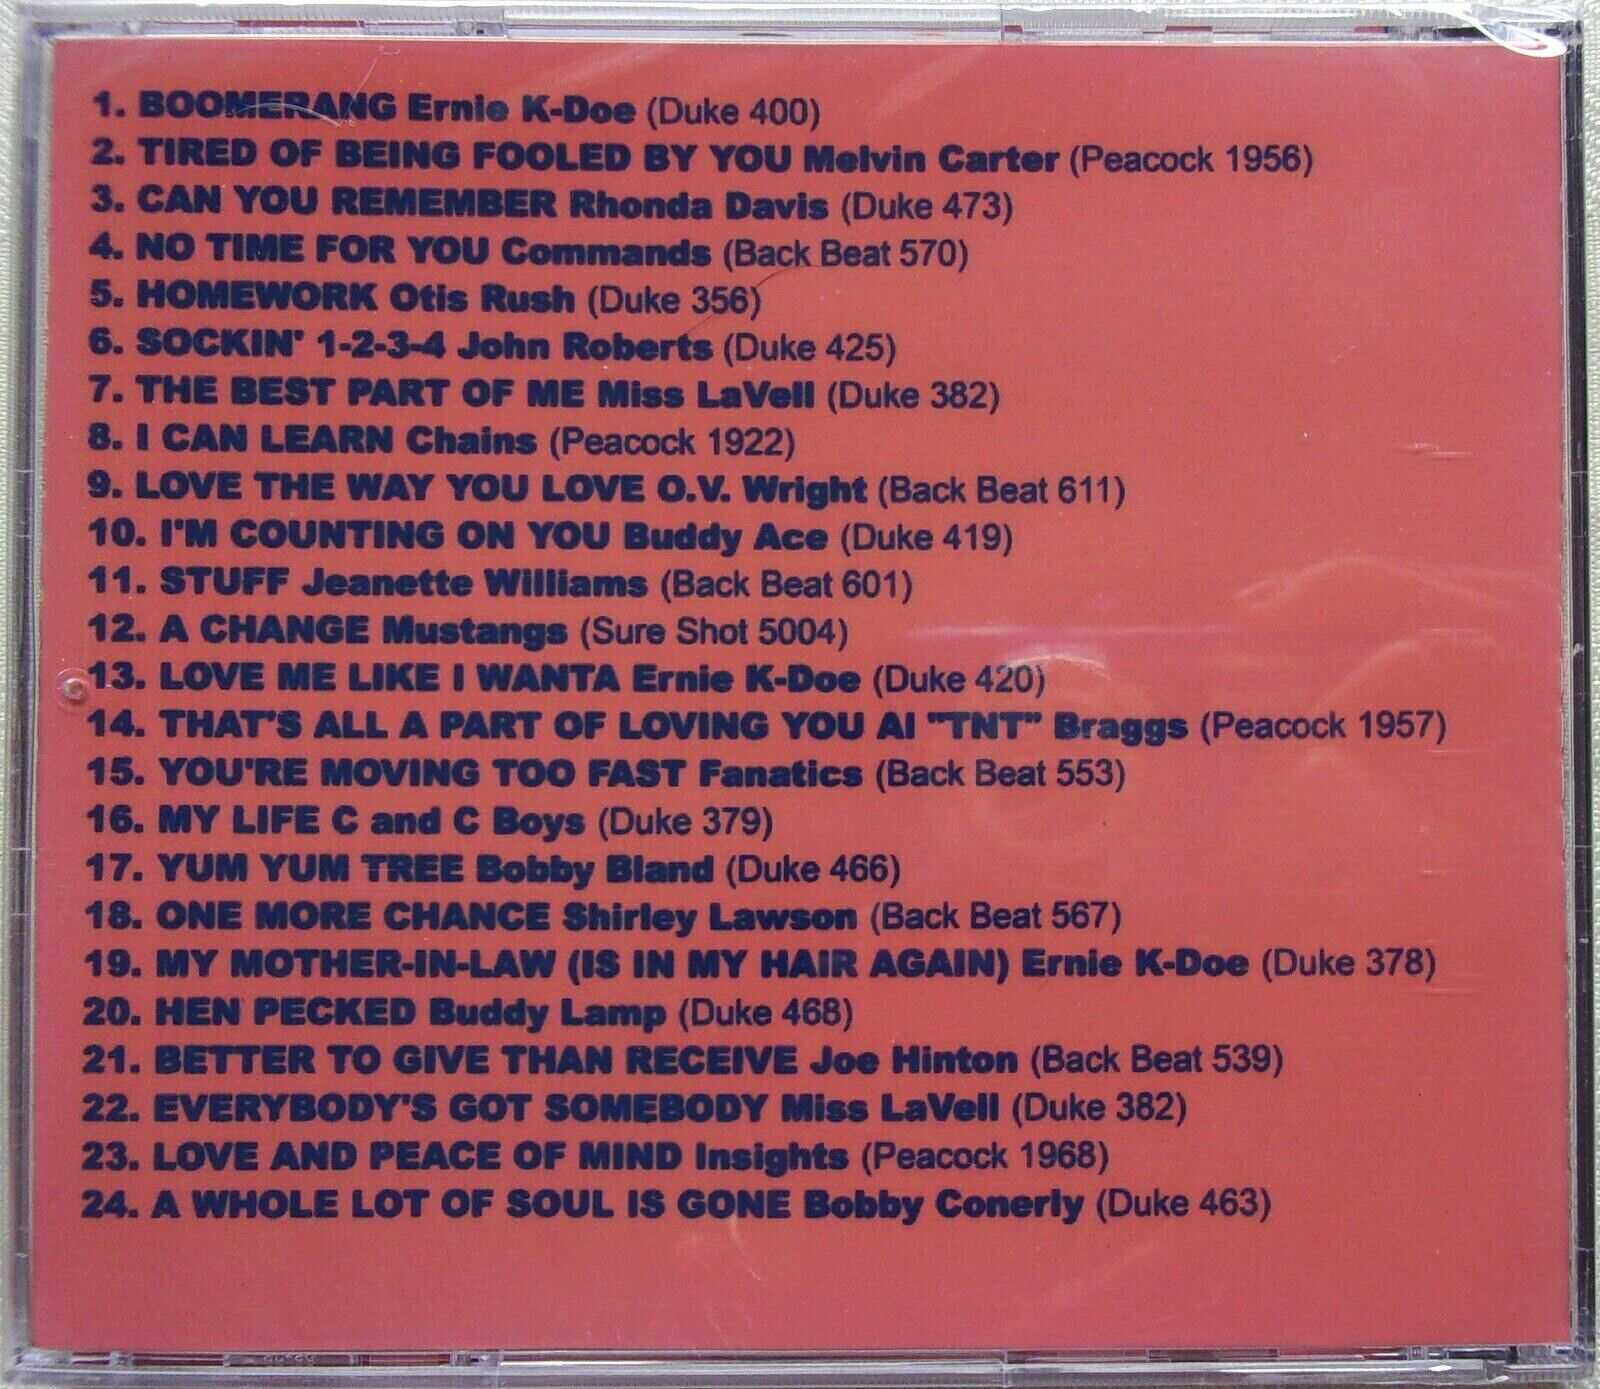 1. BOOMERANG Ernie K-Doe (Duke 400)
2. TIRED OF BEING FOOLED BY YOU Melvin Carter (Peacock 1956)
3. CAN YOU REMEMBER Rhonda Davis (Duke 473)
4. NO TIME FOR YOU Commands (Back Beat 570)
5. HOMEWORK Otis Rush (Duke 356)
6. SOCKIN' 1-2-3-4 John Roberts (Duke 425)
7. THE BEST PART OF ME Miss LaVell (Duke 382)
8. I CAN LEARN Chains (Peacock 1922)
9. LOVE THE WAY YOU LOVE O.V. Wright (Back Beat 611)
10. I'M COUNTING ON YOU Buddy Ace (Duke 419)
11. STUFF Jeanette Williams (Back Beat 601)
12. A CHANGE Mustangs (Sure Shot 5004)
13. LOVE ME LIKE I WANTA Ernie K-Doe (Duke 420)
14. THAT'S ALL A PART OF LOVING YOU Al "TNT" Braggs (Peacock 1957)
15. YOU'RE MOVING TOO FAST Fanatics (Back Beat 553)
16. MY LIFE C and C Boys (Duke 379)
17. YUM YUM TREE Bobby Bland (Duke 466)
18. ONE MORE CHANCE Shirley Lawson (Back Beat 567)
19. MY MOTHER-IN-LAW (IS IN MY HAIR AGAIN) Ernie K-Doe (Duke 378)
20. HEN PECKED Buddy Lamp (Duke 468)
21. BETTER TO GIVE THAN RECEIVE Joe Hinton (Back Beat 539)
22. EVERYBODY'S GOT SOMEBODY Miss LaVell (Duke 382)
23. LOVE AND PEACE OF MIND Insights (Peacock 1968)
24. A WHOLE LOT OF SOUL IS GONE Bobby Conerly (Duke 463)